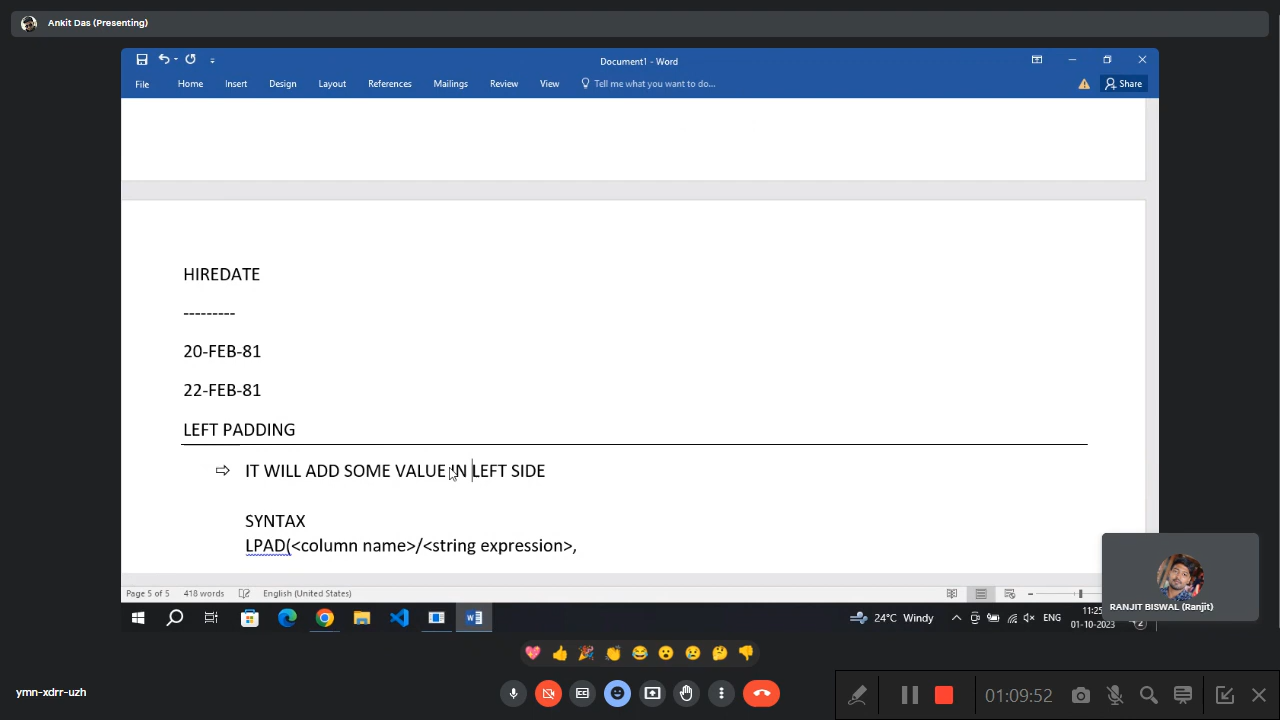 Ankit Das (Presenting)
Document1 - Word
File Home Insert Design Layout References Mailings Review View Tell me what you want to do... Share
HIREDATE
---------
20-FEB-81
22-FEB-81
LEFT PADDING
⇨ IT WILL ADD SOME VALUE IN LEFT SIDE
SYNTAX
LPAD(<column name>/<string expression>,
Page 5 of 5 418 words English (United States)
RANJIT BISWAL (Ranjit)
24°C Windy ENG 11:25
01-10-2023 2
ymn-xdrr-uzh
01:09:52